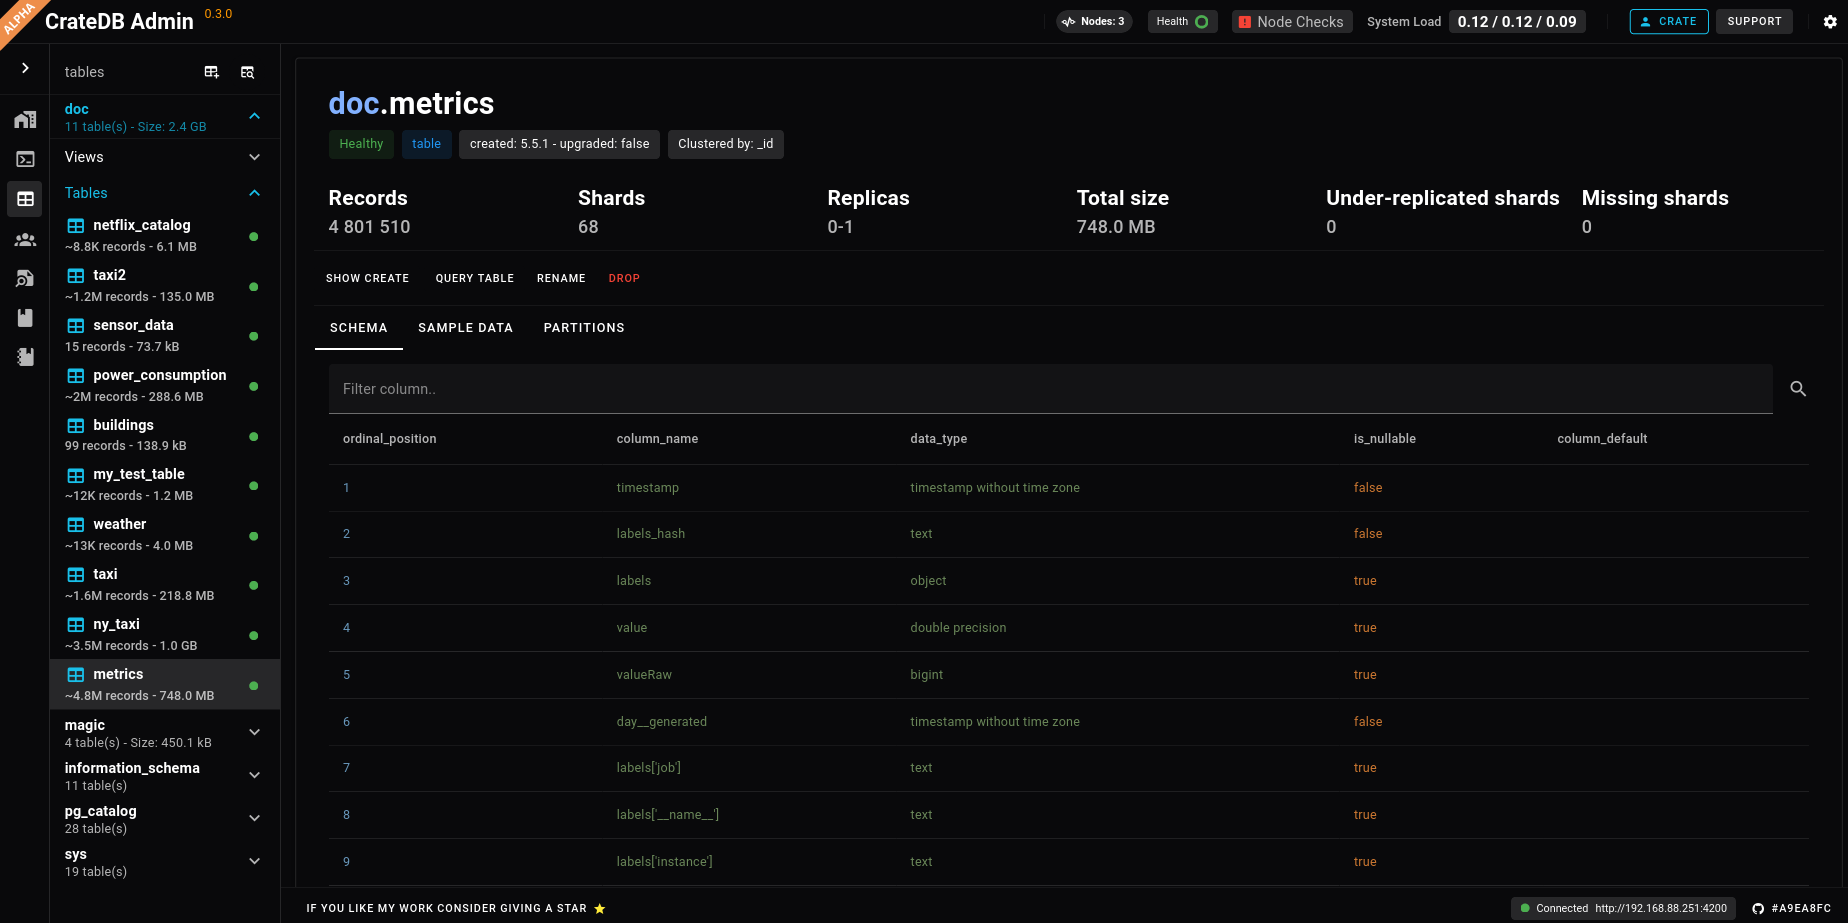 ALPHA
CrateDB Admin 0.3.0
Nodes: 3 Health Node Checks System Load 0.12 / 0.12 / 0.09 CRATE SUPPORT
tables
doc
11 table(s) - Size: 2.4 GB
Views
Tables
netflix_catalog
~8.8K records - 6.1 MB
taxi2
~1.2M records - 135.0 MB
sensor_data
15 records - 73.7 kB
power_consumption
~2M records - 288.6 MB
buildings
99 records - 138.9 kB
my_test_table
~12K records - 1.2 MB
weather
~13K records - 4.0 MB
taxi
~1.6M records - 218.8 MB
ny_taxi
~3.5M records - 1.0 GB
metrics
~4.8M records - 748.0 MB
magic
4 table(s) - Size: 450.1 kB
information_schema
11 table(s)
pg_catalog
28 table(s)
sys
19 table(s)
doc.metrics
Healthy table created: 5.5.1 - upgraded: false Clustered by: _id
Records Shards Replicas Total size Under-replicated shards Missing shards
4 801 510 68 0-1 748.0 MB 0 0
SHOW CREATE QUERY TABLE RENAME DROP
SCHEMA SAMPLE DATA PARTITIONS
Filter column..
ordinal_position column_name data_type is_nullable column_default
1 timestamp timestamp without time zone false
2 labels_hash text false
3 labels object true
4 value double precision true
5 valueRaw bigint true
6 day__generated timestamp without time zone false
7 labels['job'] text true
8 labels['__name__'] text true
9 labels['instance'] text true
IF YOU LIKE MY WORK CONSIDER GIVING A STAR ⭐
Connected http://192.168.88.251:4200 #A9EA8FC